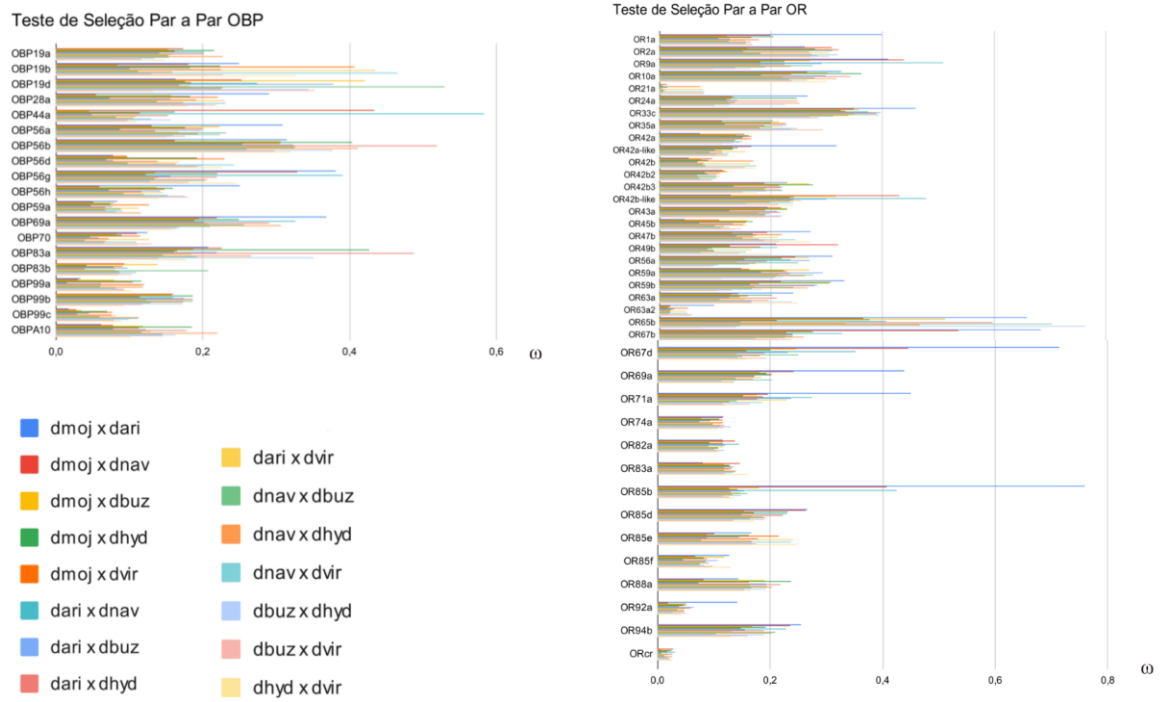 Teste de Seleção Par a Par OBP
OBP19a
OBP19b
OBP19d
OBP28a
OBP44a
OBP56a
OBP56b
OBP56d
OBP56g
OBP56h
OBP59a
OBP69a
OBP70
OBP83a
OBP83b
OBP99a
OBP99b
OBP99c
OBPA10
0,0 0,2 0,4 0,6 ω
dmoj x dari
dmoj x dnav
dmoj x dbuz
dmoj x dhyd
dmoj x dvir
dari x dnav
dari x dbuz
dari x dhyd
dari x dvir
dnav x dbuz
dnav x dhyd
dnav x dvir
dbuz x dhyd
dbuz x dvir
dhyd x dvir
Teste de Seleção Par a Par OR
OR1a
OR2a
OR9a
OR10a
OR21a
OR24a
OR33c
OR35a
OR42a
OR42a-like
OR42b
OR42b2
OR42b3
OR42b-like
OR43a
OR45b
OR47b
OR49b
OR56a
OR59a
OR59b
OR63a
OR63a2
OR65b
OR67b
OR67d
OR69a
OR71a
OR74a
OR82a
OR83a
OR85b
OR85d
OR85e
OR85f
OR88a
OR92a
OR94b
ORcr
0,0 0,2 0,4 0,6 0,8 ω